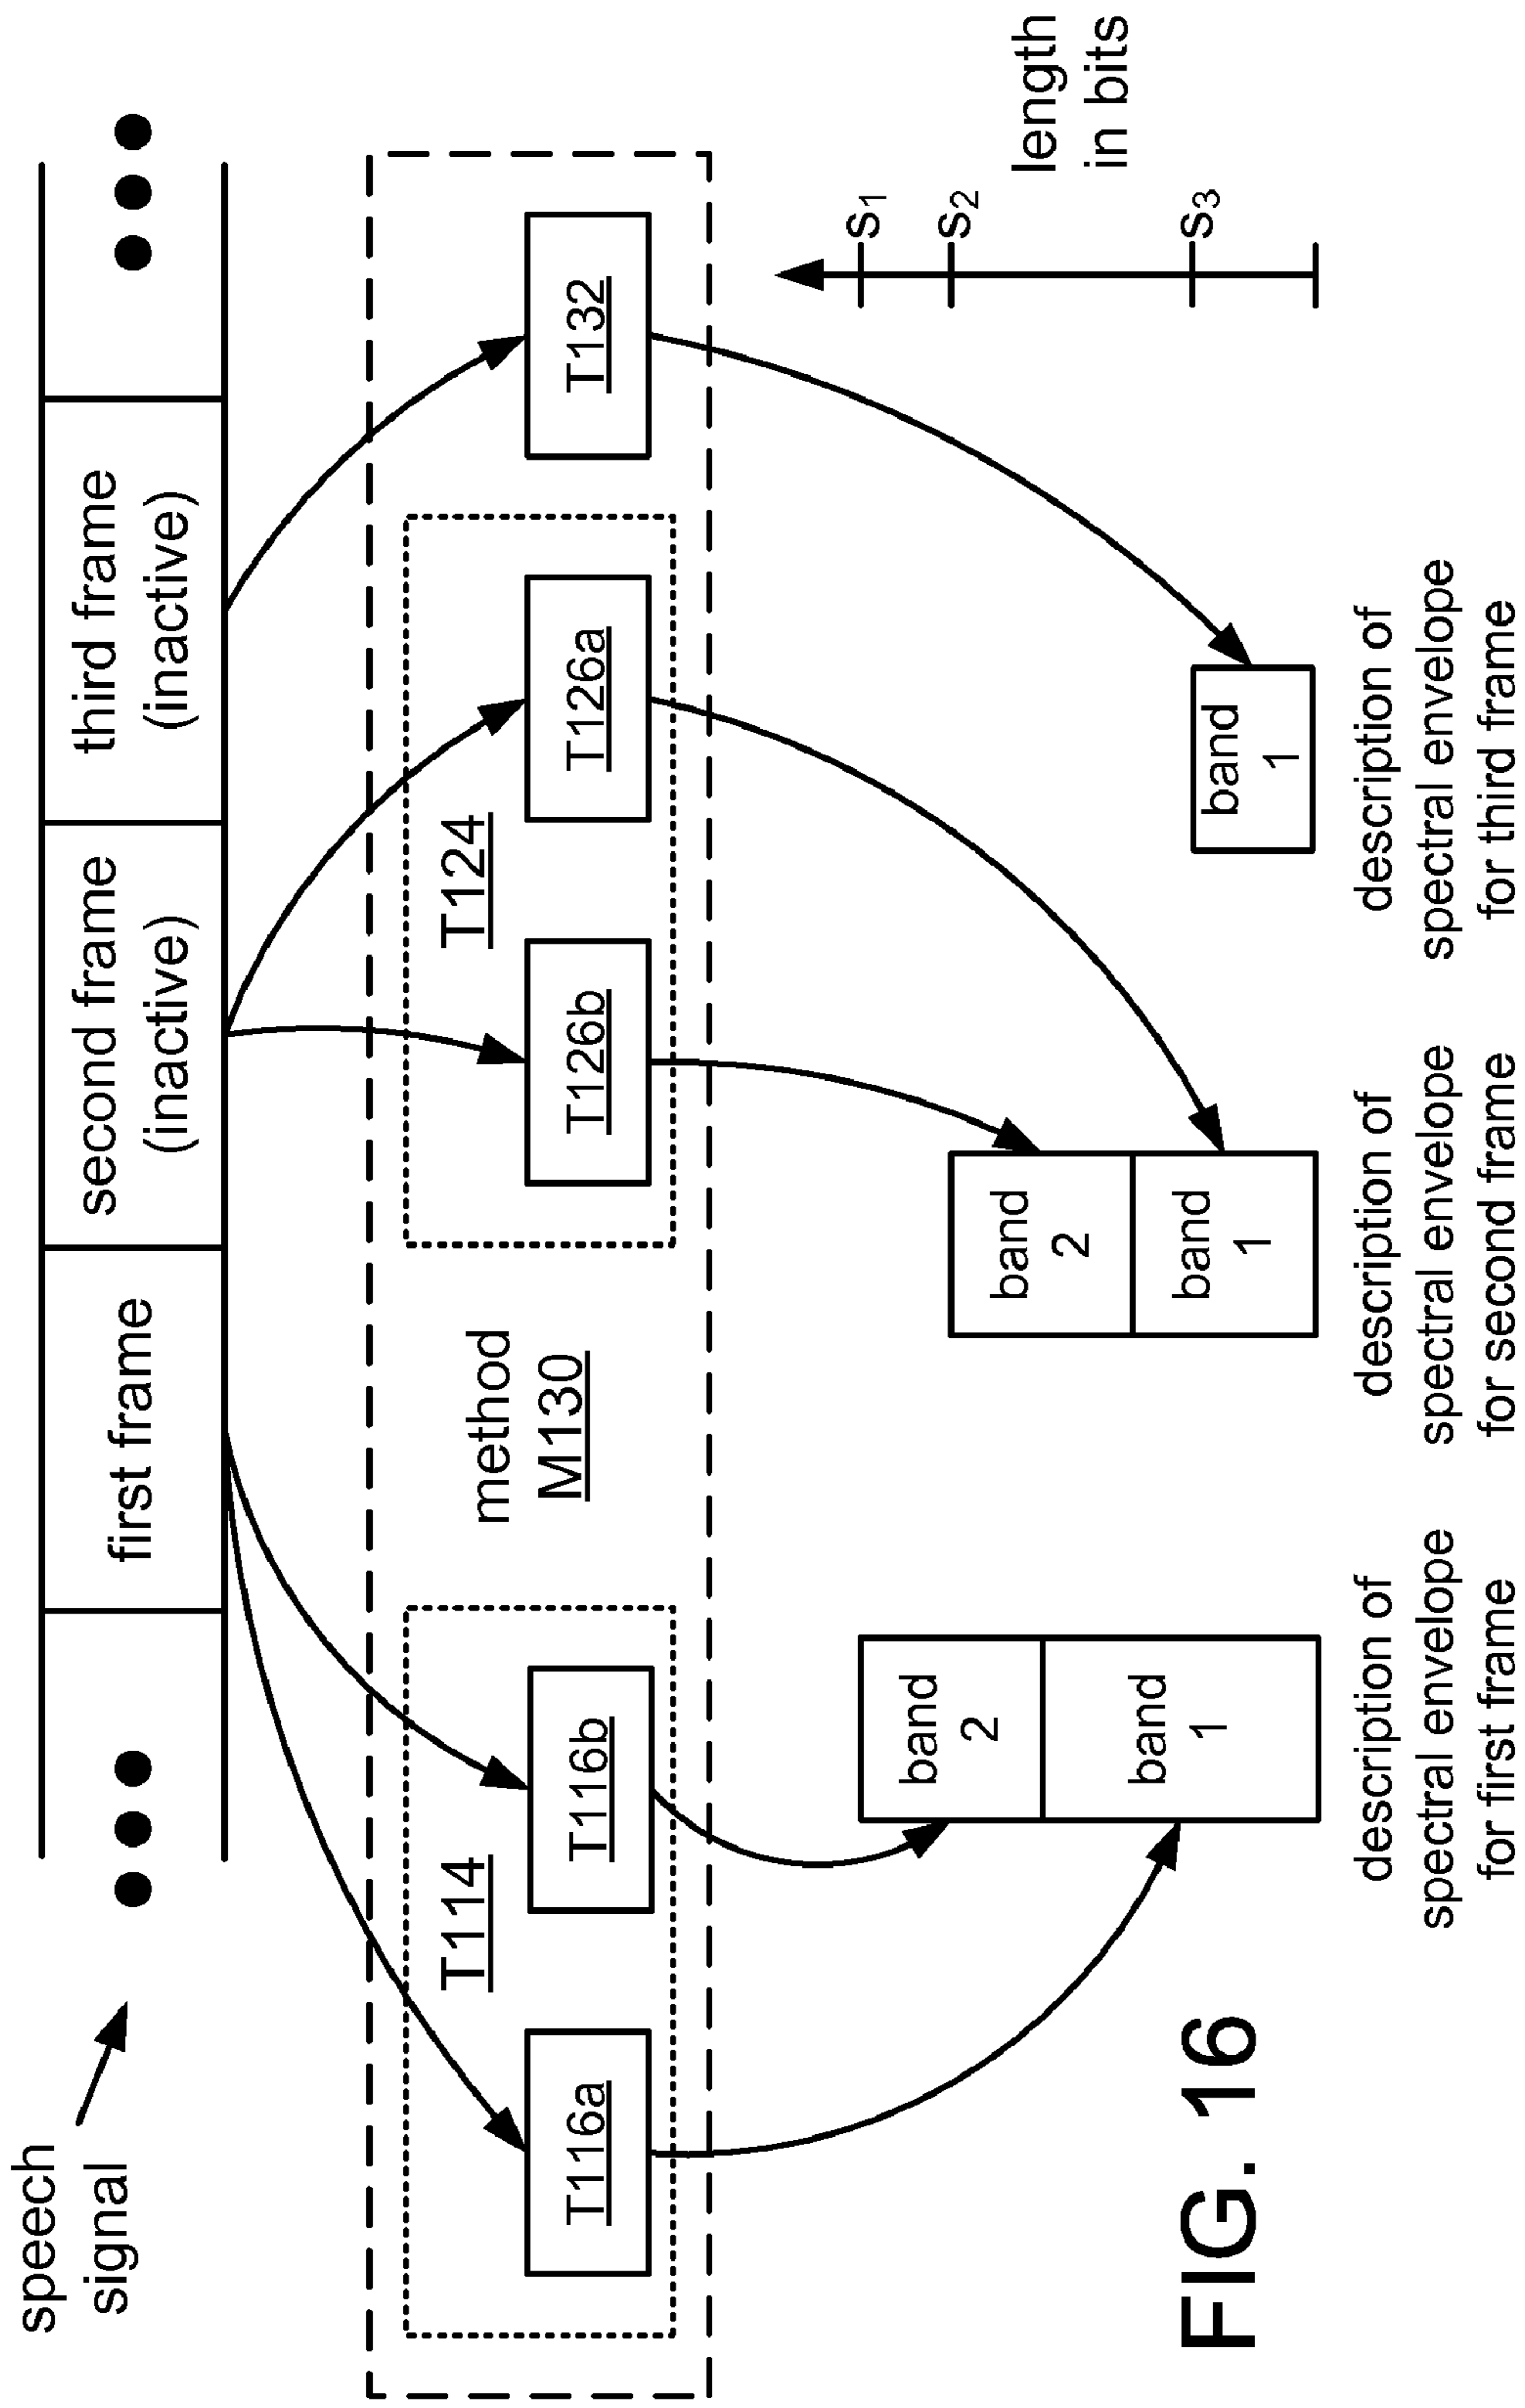 speech
signal
first frame
second frame
(inactive)
third frame
(inactive)
T114
T116a
T116b
method
M130
T124
T126b
T126a
T132
band
2
band
1
band
2
band
1
band
1
s1
s2
s3
length
in bits
description of
spectral envelope
for first frame
description of
spectral envelope
for second frame
description of
spectral envelope
for third frame
FIG. 16